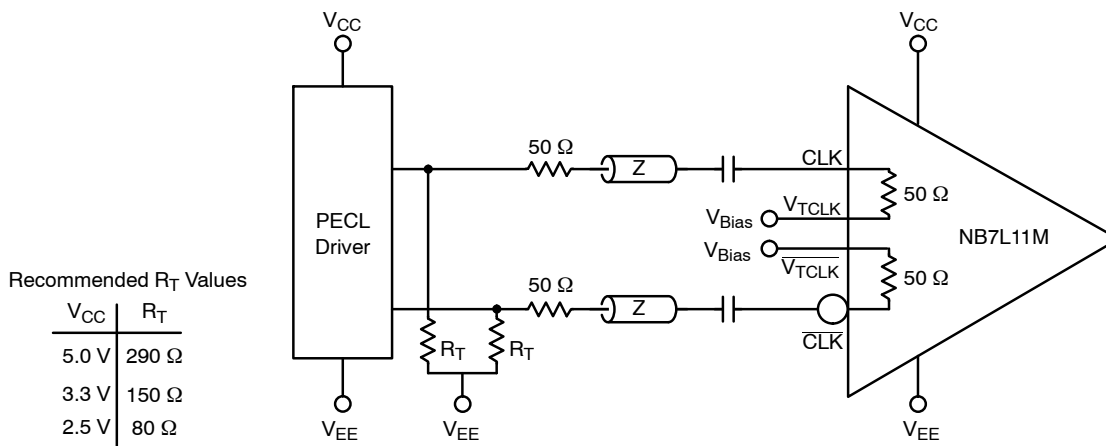 V_CC
V_CC
50 Ω
Z
CLK
50 Ω
V_Bias
V_TCLK
PECL
Driver
NB7L11M
V_Bias
V̅_̅T̅C̅L̅K̅
50 Ω
Recommended R_T Values
50 Ω
Z
V_CC R_T
C̅L̅K̅
R_T
R_T
5.0 V 290 Ω
3.3 V 150 Ω
2.5 V 80 Ω
V_EE
V_EE
V_EE